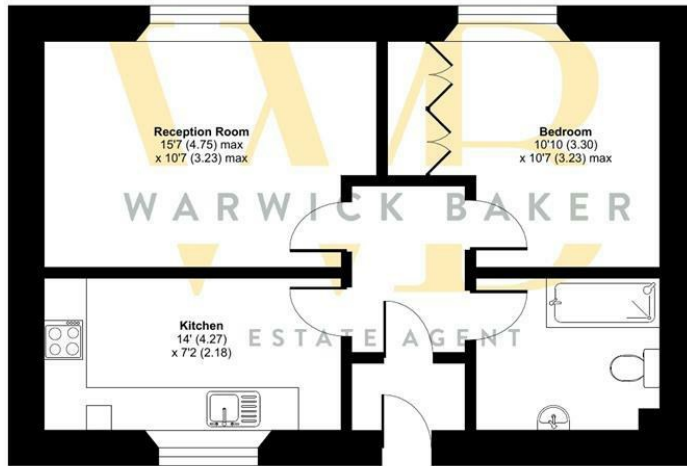 Reception Room
15'7 (4.75) max
x 10'7 (3.23) max
Bedroom
10'10 (3.30)
x 10'7 (3.23) max
WB
WARWICK BAKER
ESTATE AGENT
Kitchen
14' (4.27)
x 7'2 (2.18)